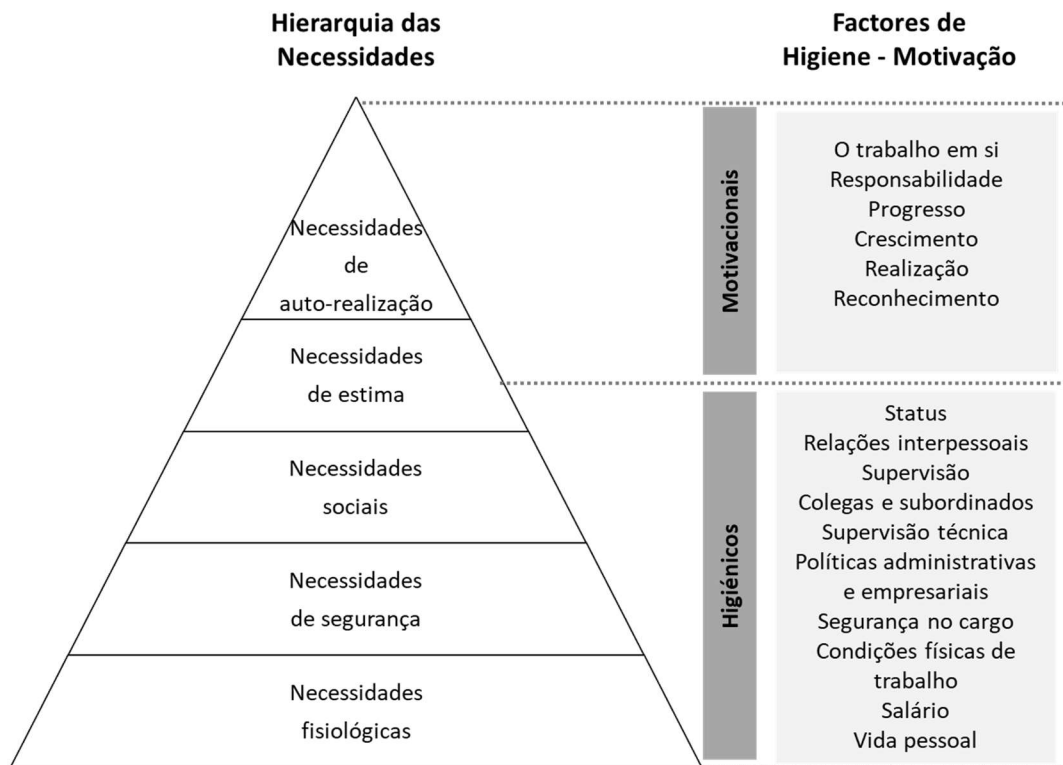 Hierarquia das
Necessidades
Necessidades
de
auto-realização
Necessidades
de estima
Necessidades
sociais
Necessidades
de segurança
Necessidades
fisiológicas
Factores de
Higiene - Motivação
Motivacionais
O trabalho em si
Responsabilidade
Progresso
Crescimento
Realização
Reconhecimento
Higiénicos
Status
Relações interpessoais
Supervisão
Colegas e subordinados
Supervisão técnica
Políticas administrativas
e empresariais
Segurança no cargo
Condições físicas de
trabalho
Salário
Vida pessoal